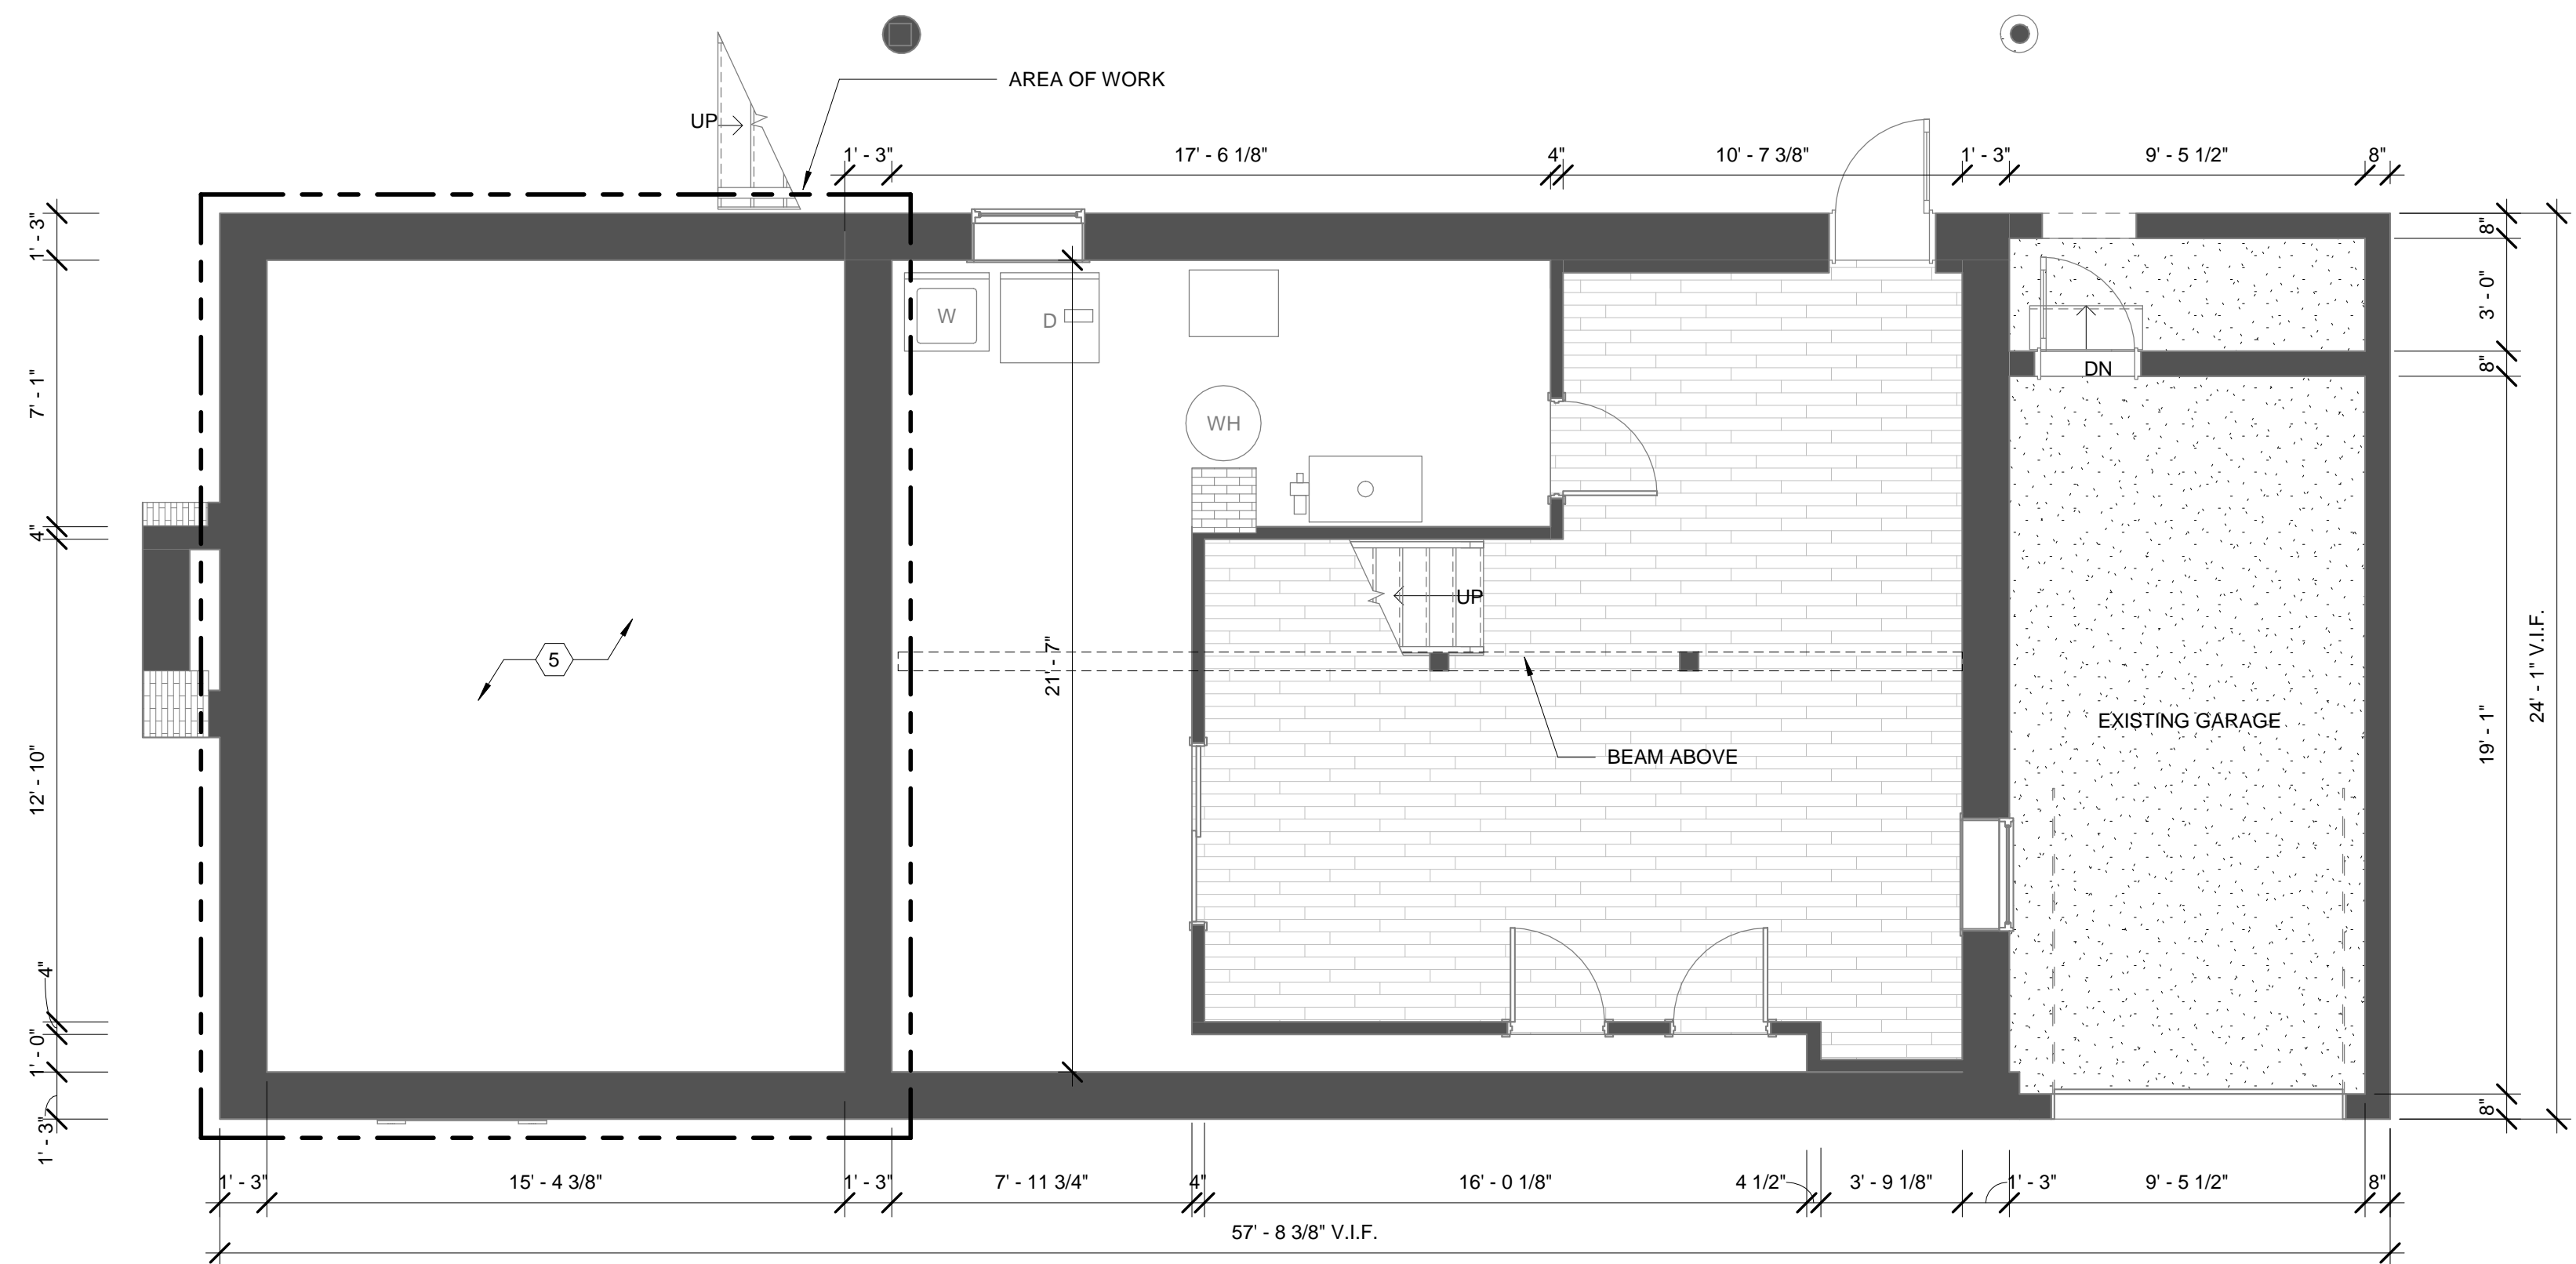 AREA OF WORK
UP
1' - 3"
17' - 6 1/8"
4"
10' - 7 3/8"
1' - 3"
9' - 5 1/2"
8"
1' - 3"
7' - 1"
4"
12' - 10"
4"
1' - 0"
1' - 3"
W
D
WH
UP
21' - 7"
5
BEAM ABOVE
DN
EXISTING GARAGE
8"
3' - 0"
8"
19' - 1"
8"
24' - 1" V.I.F.
1' - 3"
15' - 4 3/8"
1' - 3"
7' - 11 3/4"
4"
16' - 0 1/8"
4 1/2"
3' - 9 1/8"
1' - 3"
9' - 5 1/2"
8"
57' - 8 3/8" V.I.F.